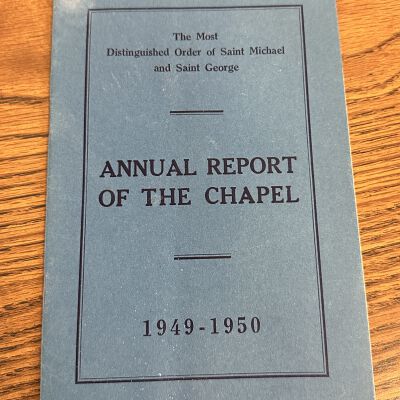 The Most
Distinguished Order of Saint Michael
and Saint George
ANNUAL REPORT
OF THE CHAPEL
1949-1950